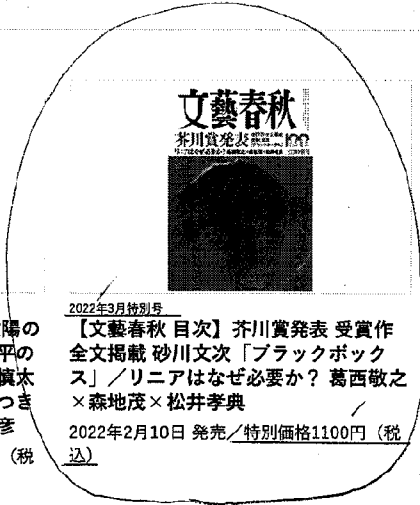 文藝春秋
芥川賞発表
100
2022年3月特別号
【文藝春秋 目次】芥川賞発表 受賞作
全文掲載 砂川文次「ブラックボック
ス」／リニアはなぜ必要か？ 葛西敬之
×森地茂×松井孝典
2022年2月10日 発売／特別価格1100円（税
込）
陽の
平の
慎太
つき
彦
（税